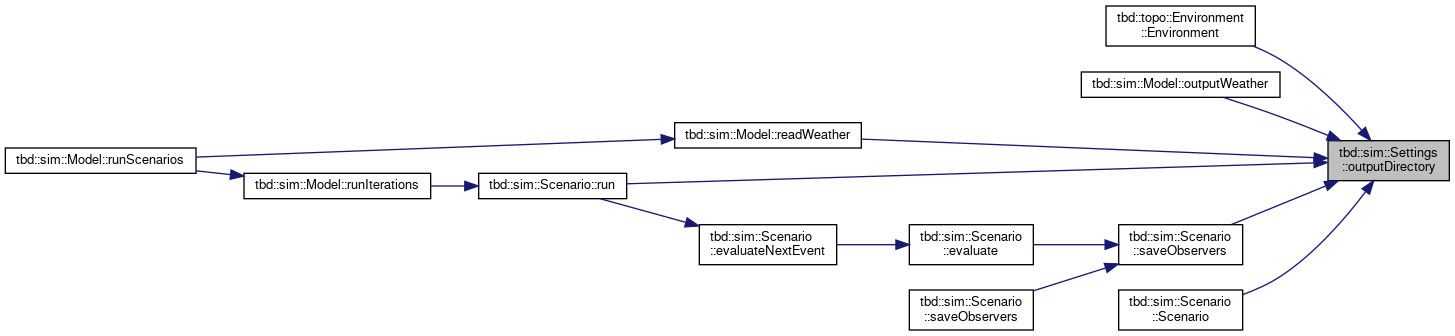 tbd::topo::Environment
::Environment
tbd::sim::Model::outputWeather
tbd::sim::Model::readWeather
tbd::sim::Model::runScenarios
tbd::sim::Settings
::outputDirectory
tbd::sim::Model::runIterations
tbd::sim::Scenario::run
tbd::sim::Scenario
::evaluateNextEvent
tbd::sim::Scenario
::evaluate
tbd::sim::Scenario
::saveObservers
tbd::sim::Scenario
::saveObservers
tbd::sim::Scenario
::Scenario